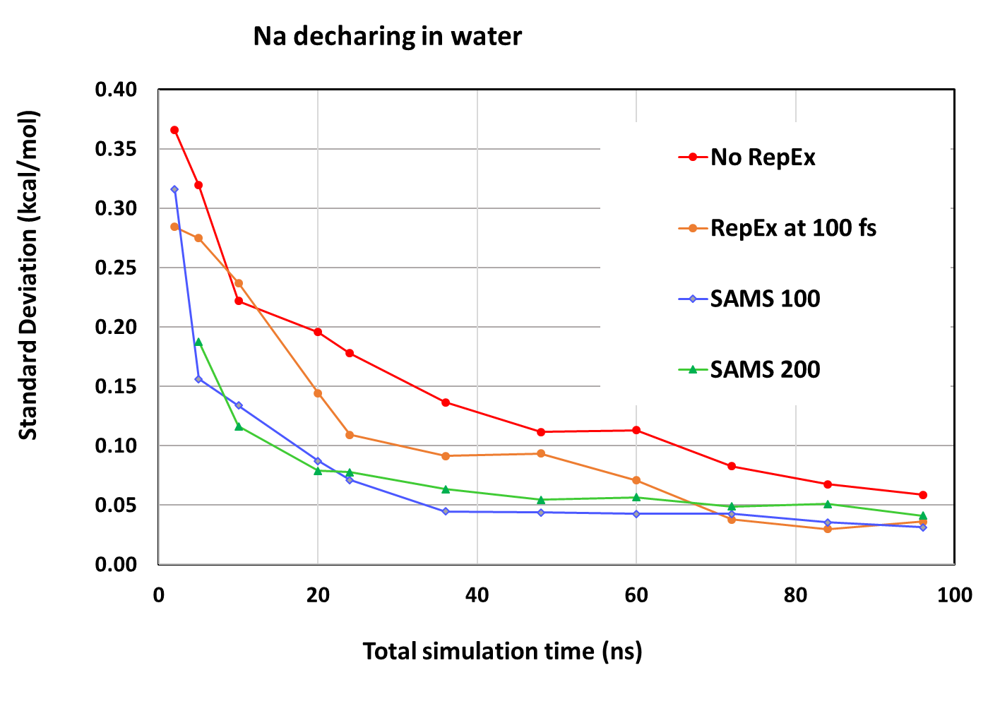 Na decharing in water
Standard Deviation (kcal/mol)
0.40
0.35
0.30
0.25
0.20
0.15
0.10
0.05
0.00
No RepEx
RepEx at 100 fs
SAMS 100
SAMS 200
0 20 40 60 80 100
Total simulation time (ns)